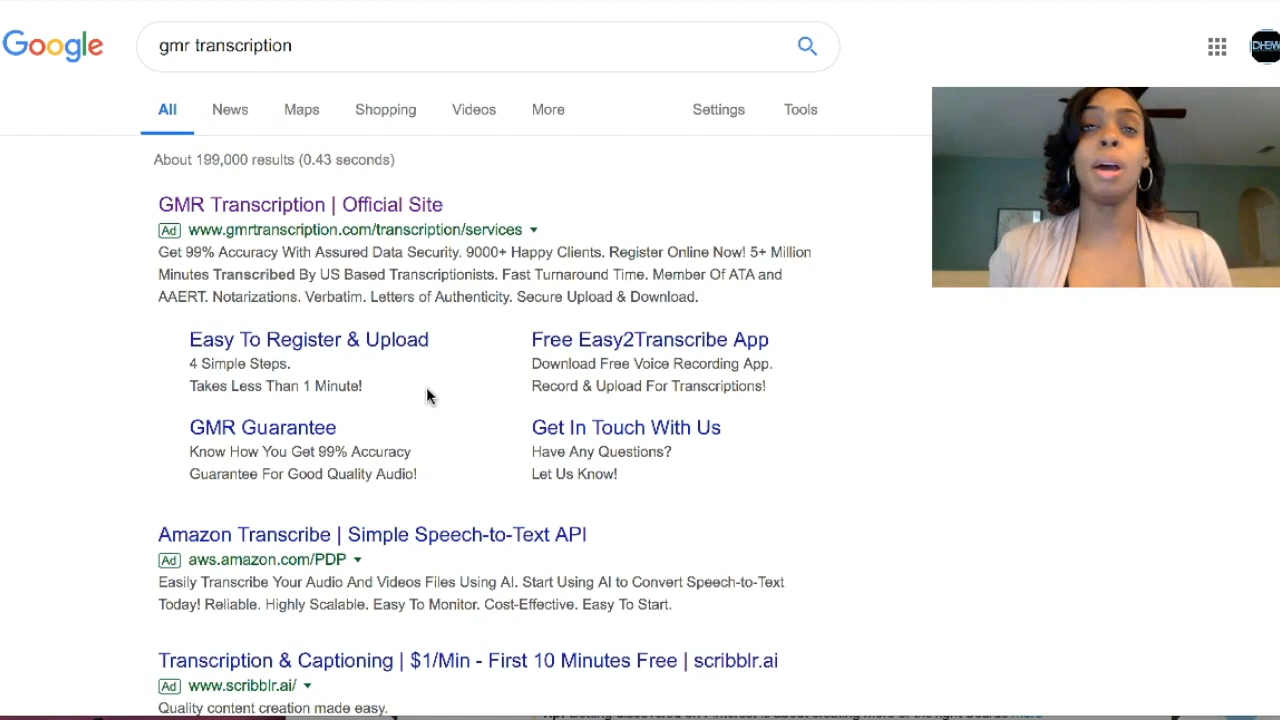 Google
gmr transcription
DHEW
All News Maps Shopping Videos More Settings Tools
About 199,000 results (0.43 seconds)
GMR Transcription | Official Site
Ad www.gmrtranscription.com/transcription/services
Get 99% Accuracy With Assured Data Security. 9000+ Happy Clients. Register Online Now! 5+ Million
Minutes Transcribed By US Based Transcriptionists. Fast Turnaround Time. Member Of ATA and
AAERT. Notarizations. Verbatim. Letters of Authenticity. Secure Upload & Download.
Easy To Register & Upload
4 Simple Steps.
Takes Less Than 1 Minute!
Free Easy2Transcribe App
Download Free Voice Recording App.
Record & Upload For Transcriptions!
GMR Guarantee
Know How You Get 99% Accuracy
Guarantee For Good Quality Audio!
Get In Touch With Us
Have Any Questions?
Let Us Know!
Amazon Transcribe | Simple Speech-to-Text API
Ad aws.amazon.com/PDP
Easily Transcribe Your Audio And Videos Files Using AI. Start Using AI to Convert Speech-to-Text
Today! Reliable. Highly Scalable. Easy To Monitor. Cost-Effective. Easy To Start.
Transcription & Captioning | $1/Min - First 10 Minutes Free | scribblr.ai
Ad www.scribblr.ai/
Quality content creation made easy.